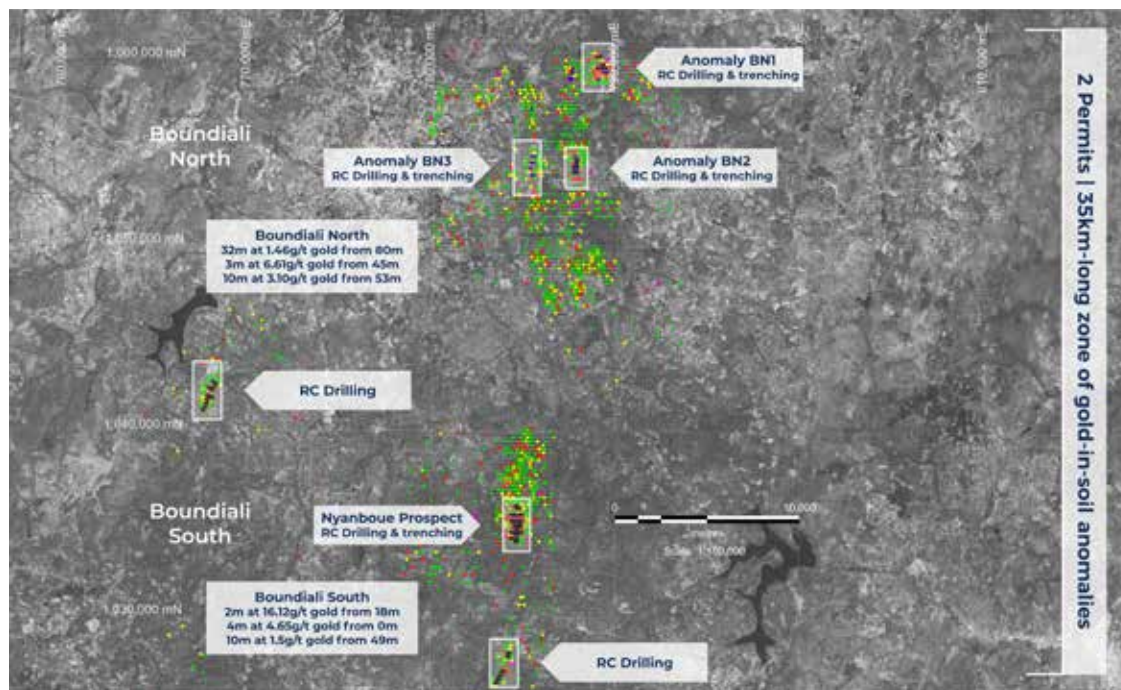 1,060,000 mN
Anomaly BN1
RC Drilling & trenching
Boundiali
North
Anomaly BN3
RC Drilling & trenching
Anomaly BN2
RC Drilling & trenching
Boundiali North
32m at 1.46g/t gold from 80m
3m at 6.61g/t gold from 45m
10m at 3.10g/t gold from 53m
RC Drilling
1,040,000 mN
Boundiali
South
Nyanboue Prospect
RC Drilling & trenching
0
10,000
Boundiali South
2m at 16.12g/t gold from 18m
4m at 4.65g/t gold from 0m
10m at 1.5g/t gold from 49m
1,030,000 mN
RC Drilling
2 Permits | 35km-long zone of gold-in-soil anomalies